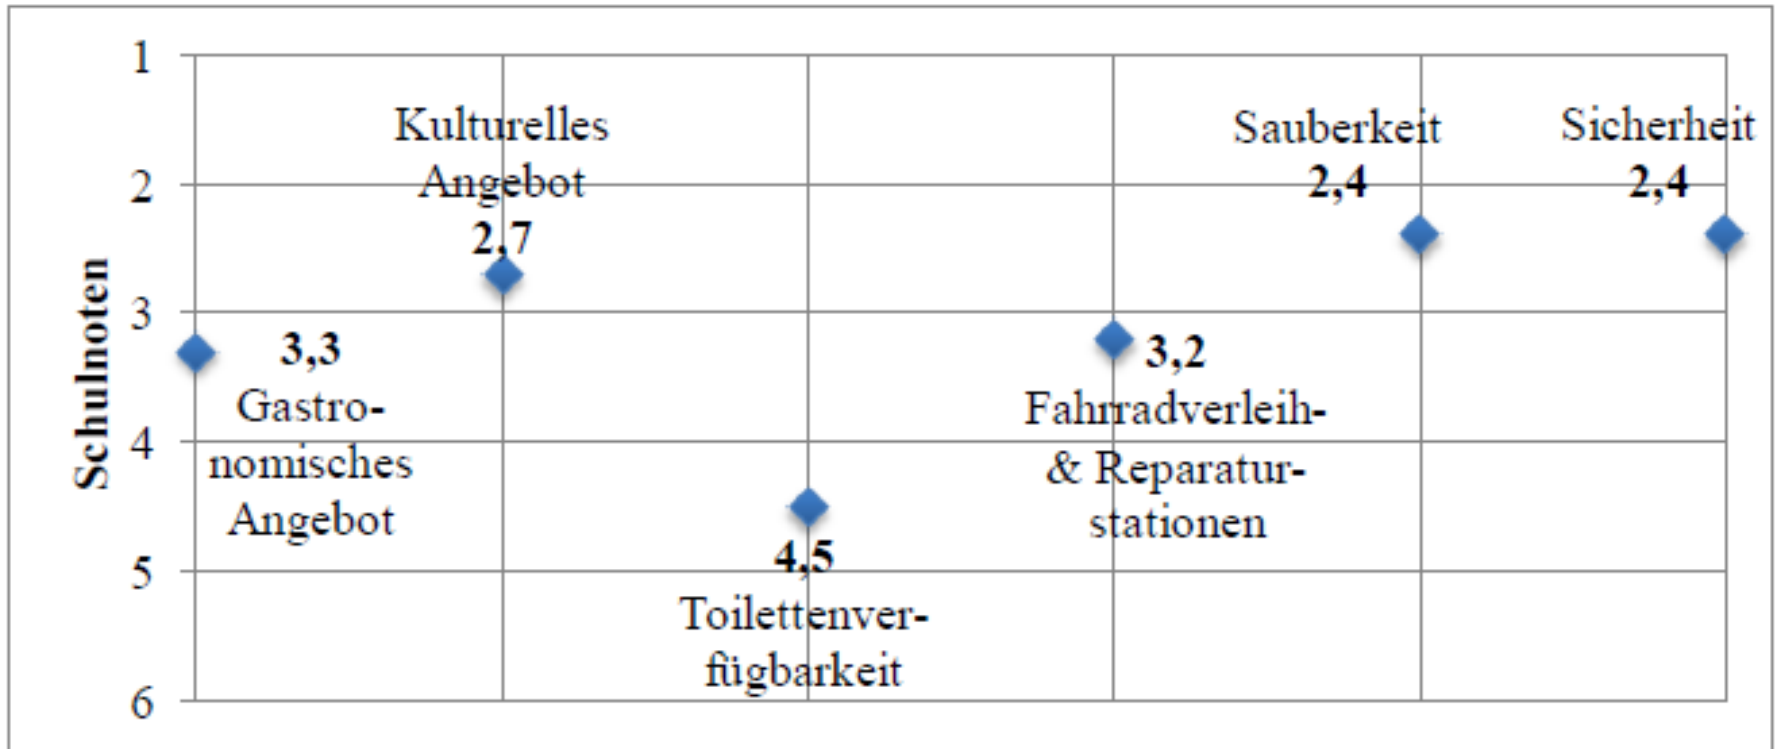 Schulnoten
1
2
3
4
5
6
3,3
Gastro-
nomisches
Angebot
Kulturelles
Angebot
2,7
4,5
Toilettenver-
fügbarkeit
3,2
Fahrradverleih-
& Reparatur-
stationen
Sauberkeit
2,4
Sicherheit
2,4